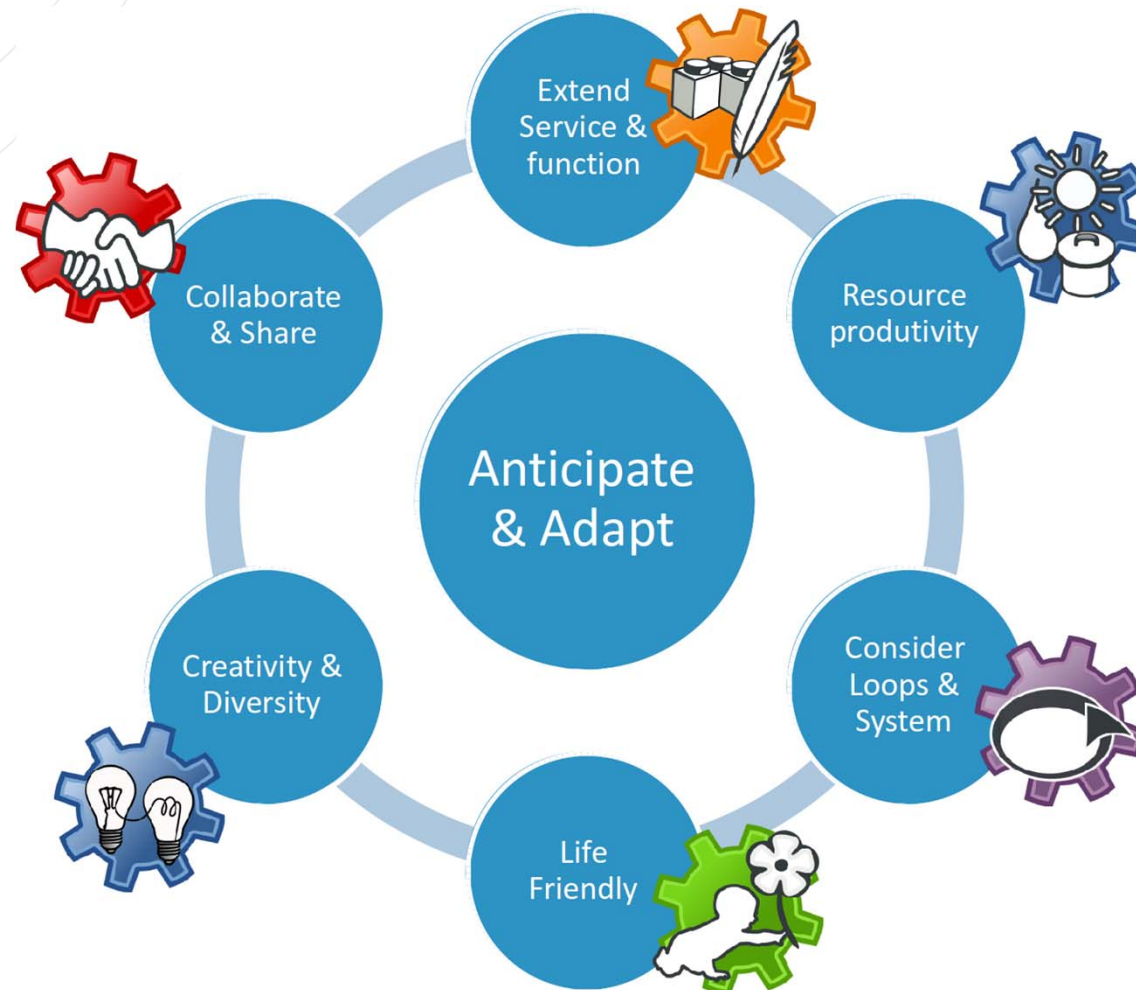 Extend
Service &
function
Resource
produtivity
Consider
Loops &
System
Life
Friendly
Creativity &
Diversity
Collaborate
& Share
Anticipate
& Adapt